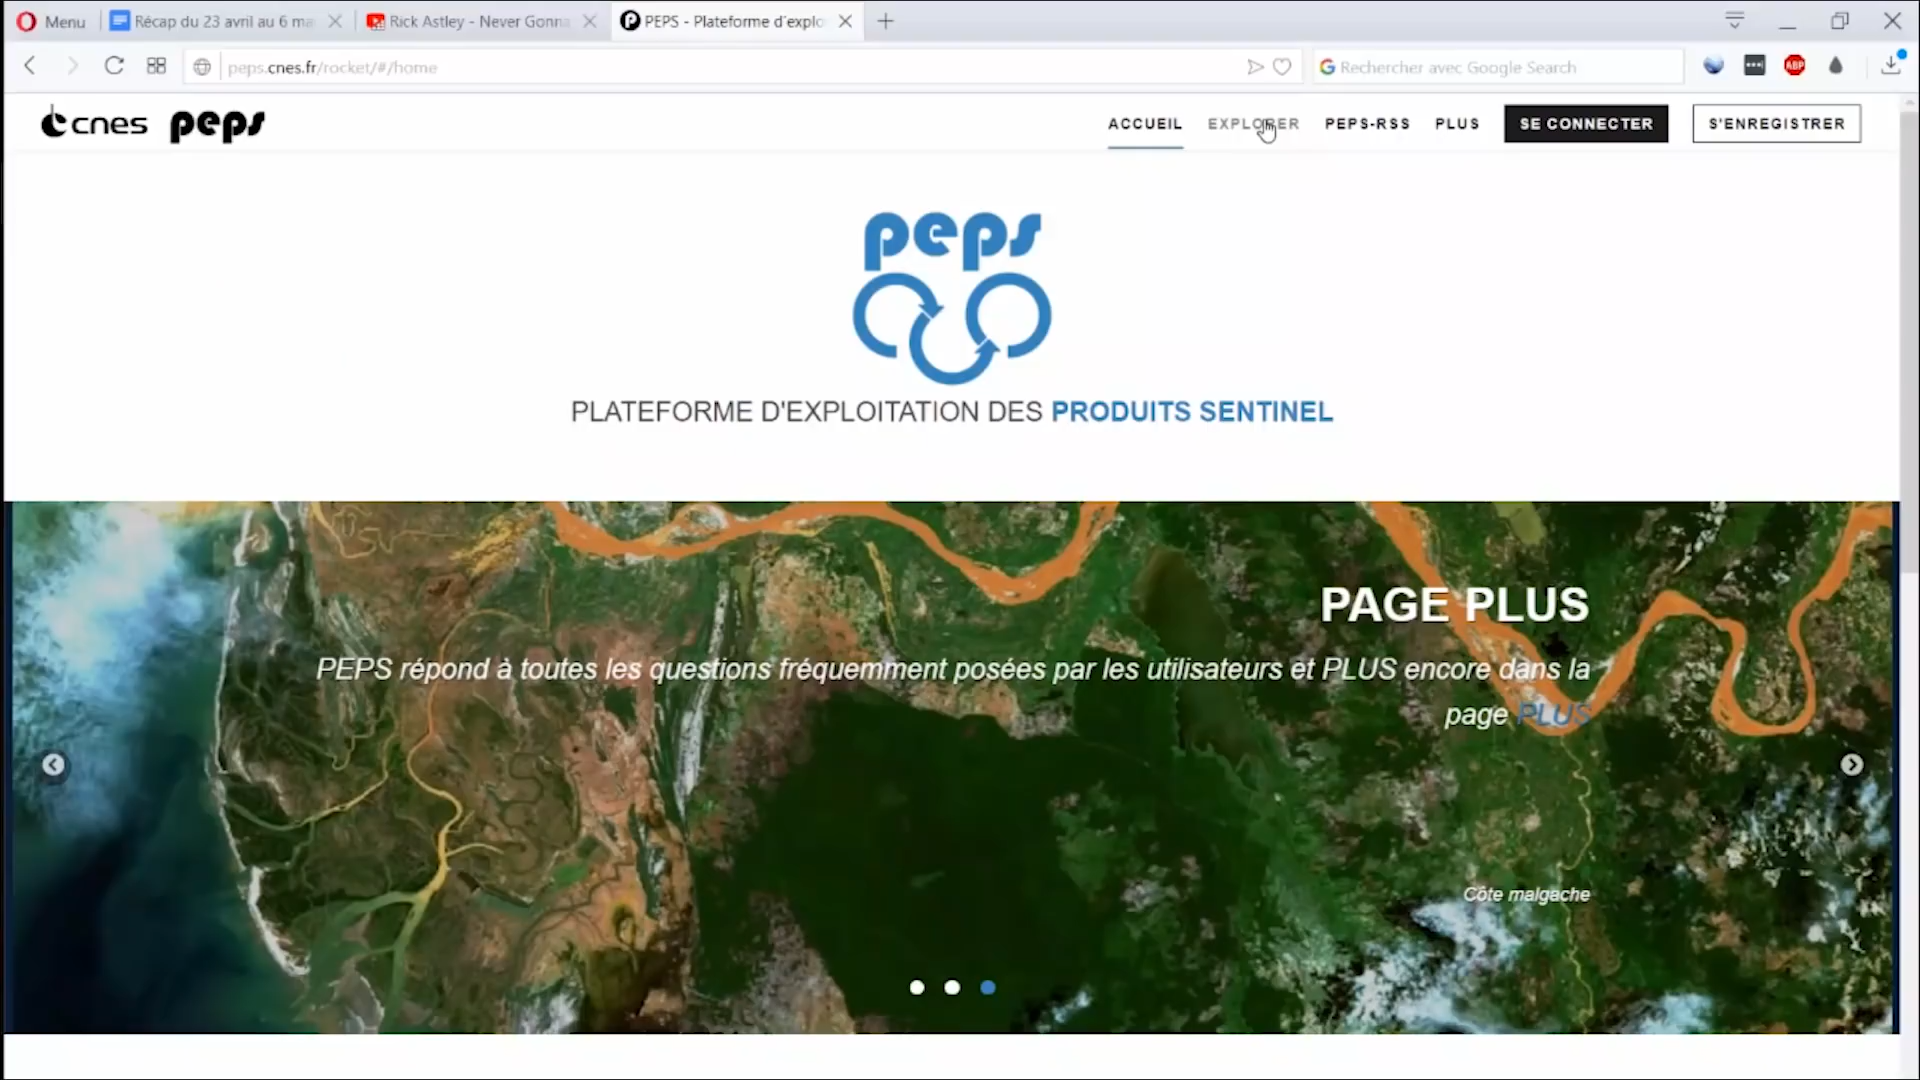 Menu
Récap du 23 avril au 6 ma
Rick Astley - Never Gonna
PEPS - Plateforme d'explo
peps.cnes.fr/rocket/#/home
Rechercher avec Google Search
ABP
cnes peps
ACCUEIL
EXPLORER
PEPS-RSS
PLUS
SE CONNECTER
S'ENREGISTRER
peps
PLATEFORME D'EXPLOITATION DES PRODUITS SENTINEL
PAGE PLUS
PEPS répond à toutes les questions fréquemment posées par les utilisateurs et PLUS encore dans la
page PLUS
Côte malgache